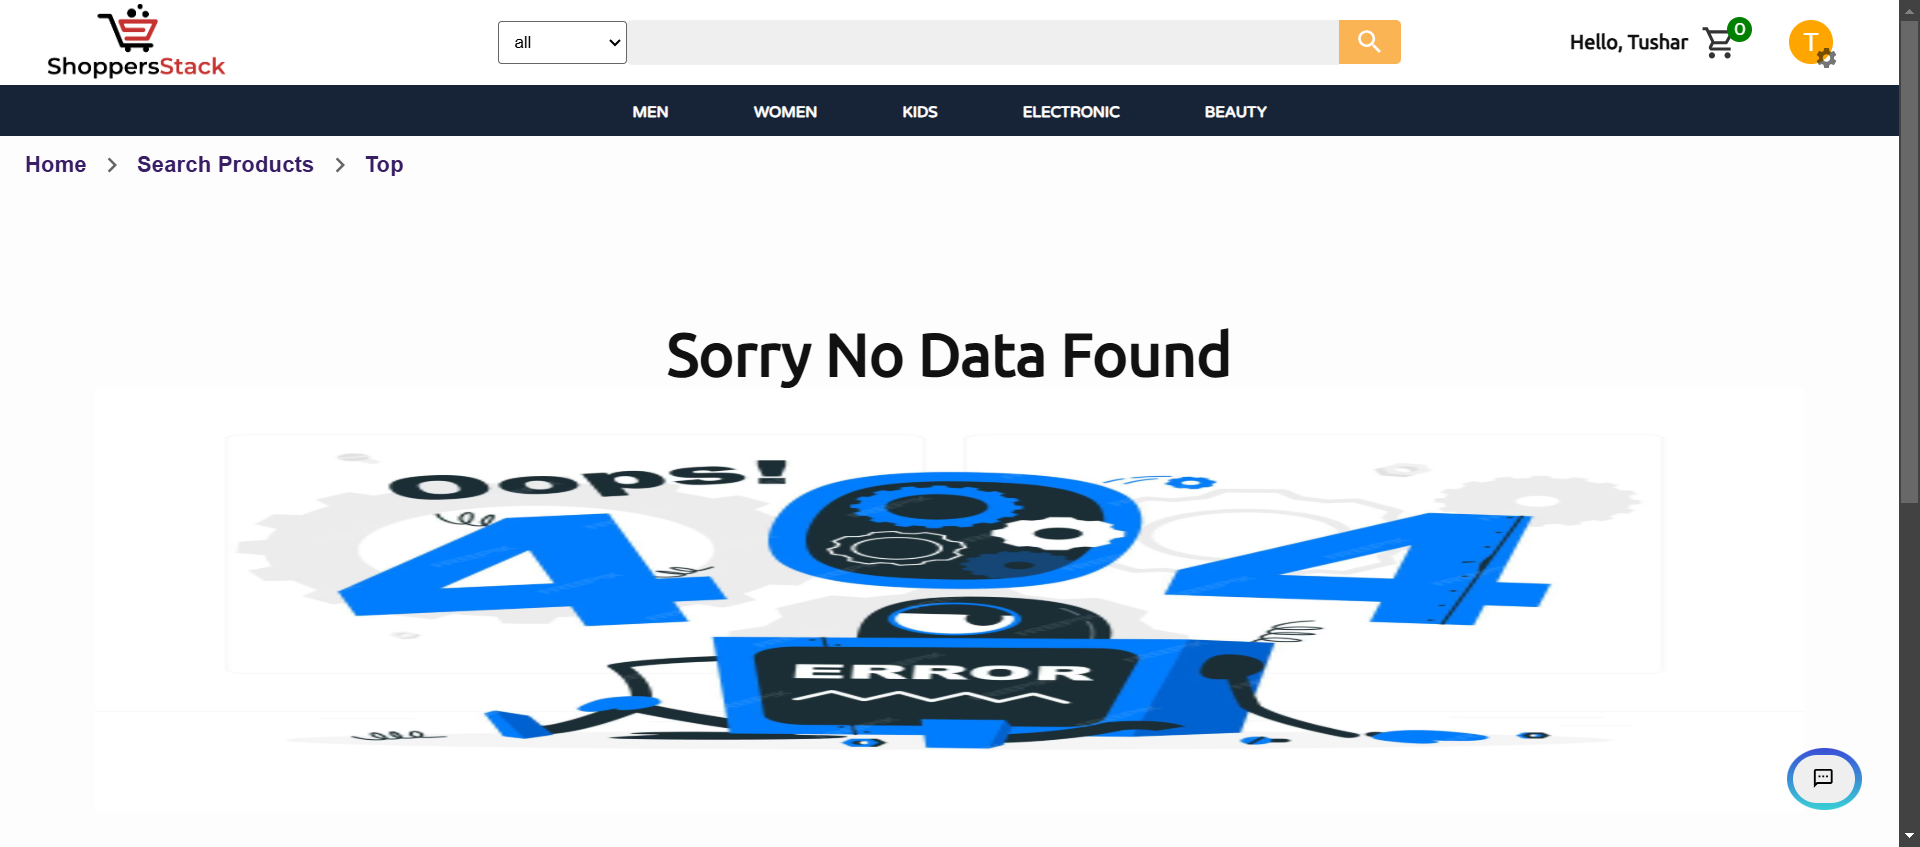 ShoppersStack
all
Hello, Tushar
0
T
MEN WOMEN KIDS ELECTRONIC BEAUTY
Home > Search Products > Top
Sorry No Data Found
Oops!
404
ERROR